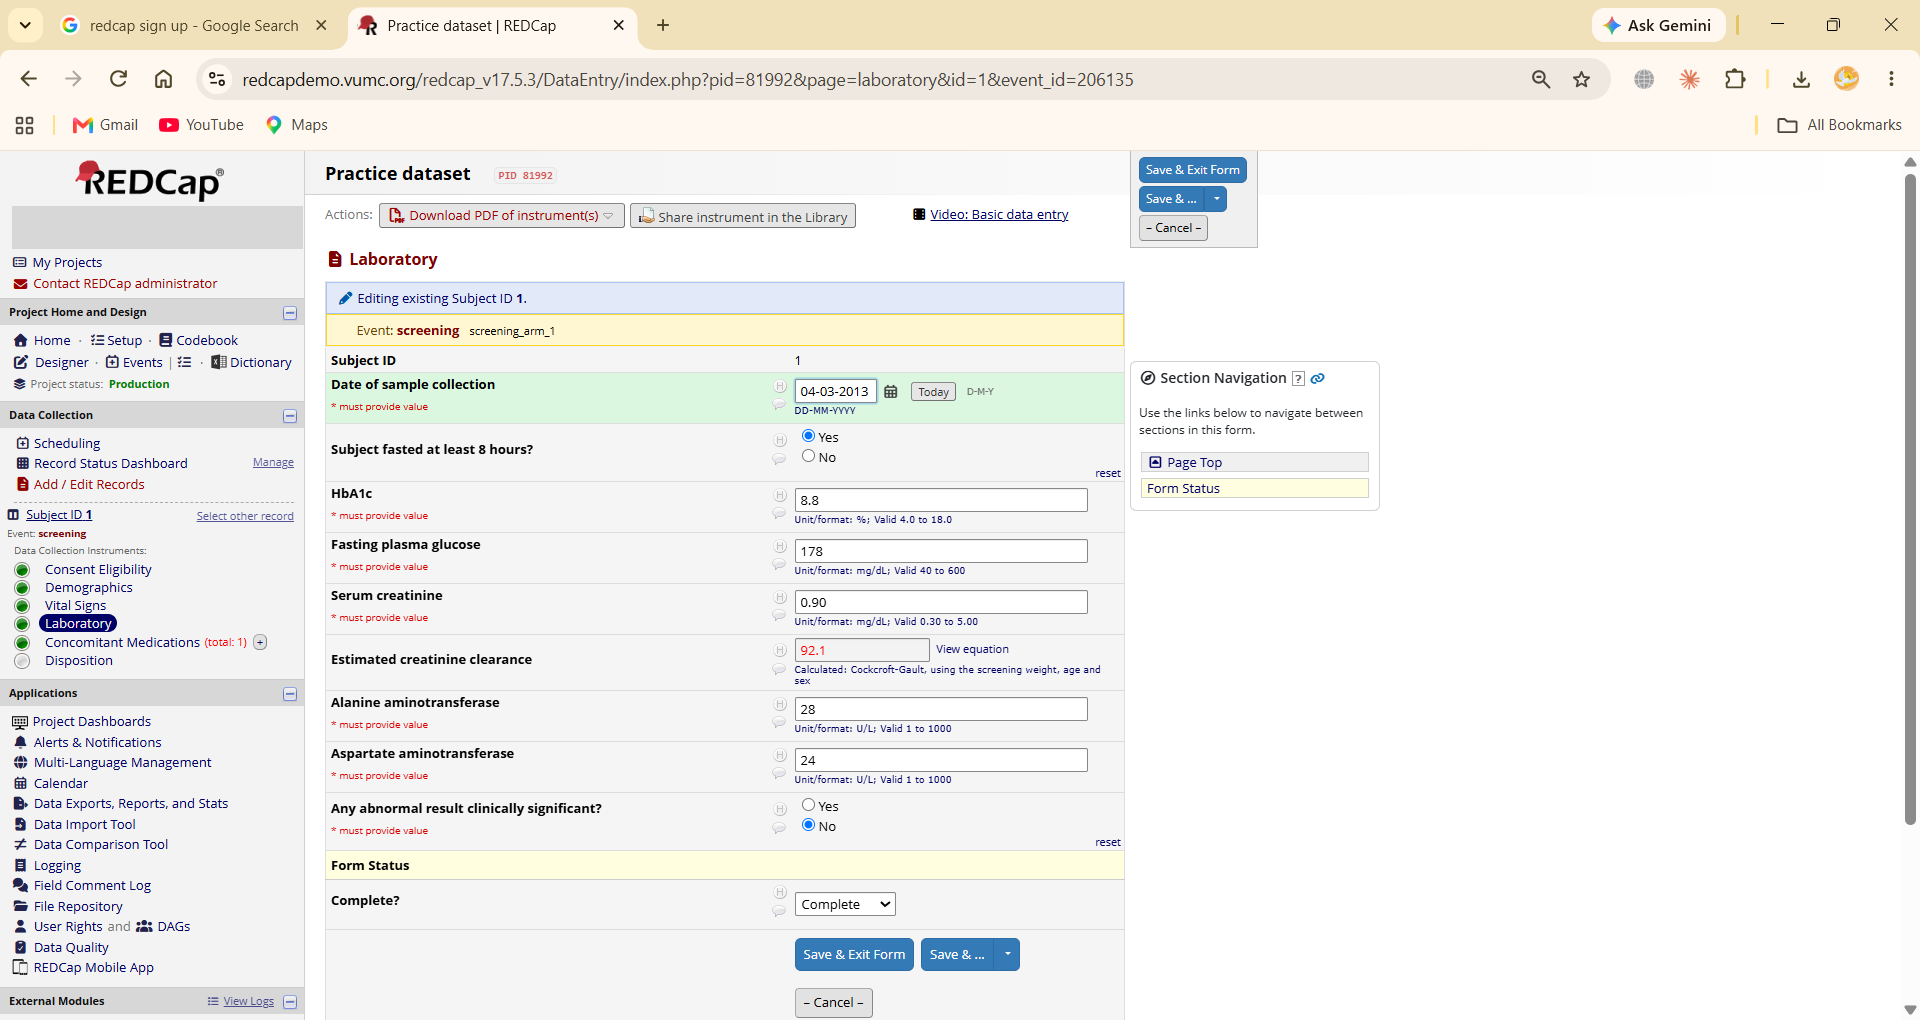 redcap sign up - Google Search
Practice dataset | REDCap
Ask Gemini
redcapdemo.vumc.org/redcap_v17.5.3/DataEntry/index.php?pid=81992&page=laboratory&id=1&event_id=206135
Gmail
YouTube
Maps
All Bookmarks
REDCap®
My Projects
Contact REDCap administrator
Project Home and Design
Home · Setup · Codebook
Designer · Events | · Dictionary
Project status: Production
Data Collection
Scheduling
Record Status Dashboard Manage
Add / Edit Records
Subject ID 1 Select other record
Event: screening
Data Collection Instruments:
Consent Eligibility
Demographics
Vital Signs
Laboratory
Concomitant Medications (total: 1) +
Disposition
Applications
Project Dashboards
Alerts & Notifications
Multi-Language Management
Calendar
Data Exports, Reports, and Stats
Data Import Tool
Data Comparison Tool
Logging
Field Comment Log
File Repository
User Rights and DAGs
Data Quality
REDCap Mobile App
External Modules View Logs
Practice dataset PID 81992
Actions: Download PDF of instrument(s) Share instrument in the Library Video: Basic data entry
Laboratory
Editing existing Subject ID 1.
Event: screening screening_arm_1
Subject ID 1
Date of sample collection
* must provide value
H
04-03-2013 Today D-M-Y
DD-MM-YYYY
Subject fasted at least 8 hours?
H
Yes
No
reset
HbA1c
* must provide value
H
8.8
Unit/format: %; Valid 4.0 to 18.0
Fasting plasma glucose
* must provide value
H
178
Unit/format: mg/dL; Valid 40 to 600
Serum creatinine
* must provide value
H
0.90
Unit/format: mg/dL; Valid 0.30 to 5.00
Estimated creatinine clearance
H
92.1 View equation
Calculated: Cockcroft-Gault, using the screening weight, age and
sex
Alanine aminotransferase
* must provide value
H
28
Unit/format: U/L; Valid 1 to 1000
Aspartate aminotransferase
* must provide value
H
24
Unit/format: U/L; Valid 1 to 1000
Any abnormal result clinically significant?
* must provide value
H
Yes
No
reset
Form Status
Complete?
H
Complete
Save & Exit Form Save & ...
– Cancel –
Save & Exit Form
Save & ...
– Cancel –
Section Navigation ?
Use the links below to navigate between
sections in this form.
Page Top
Form Status